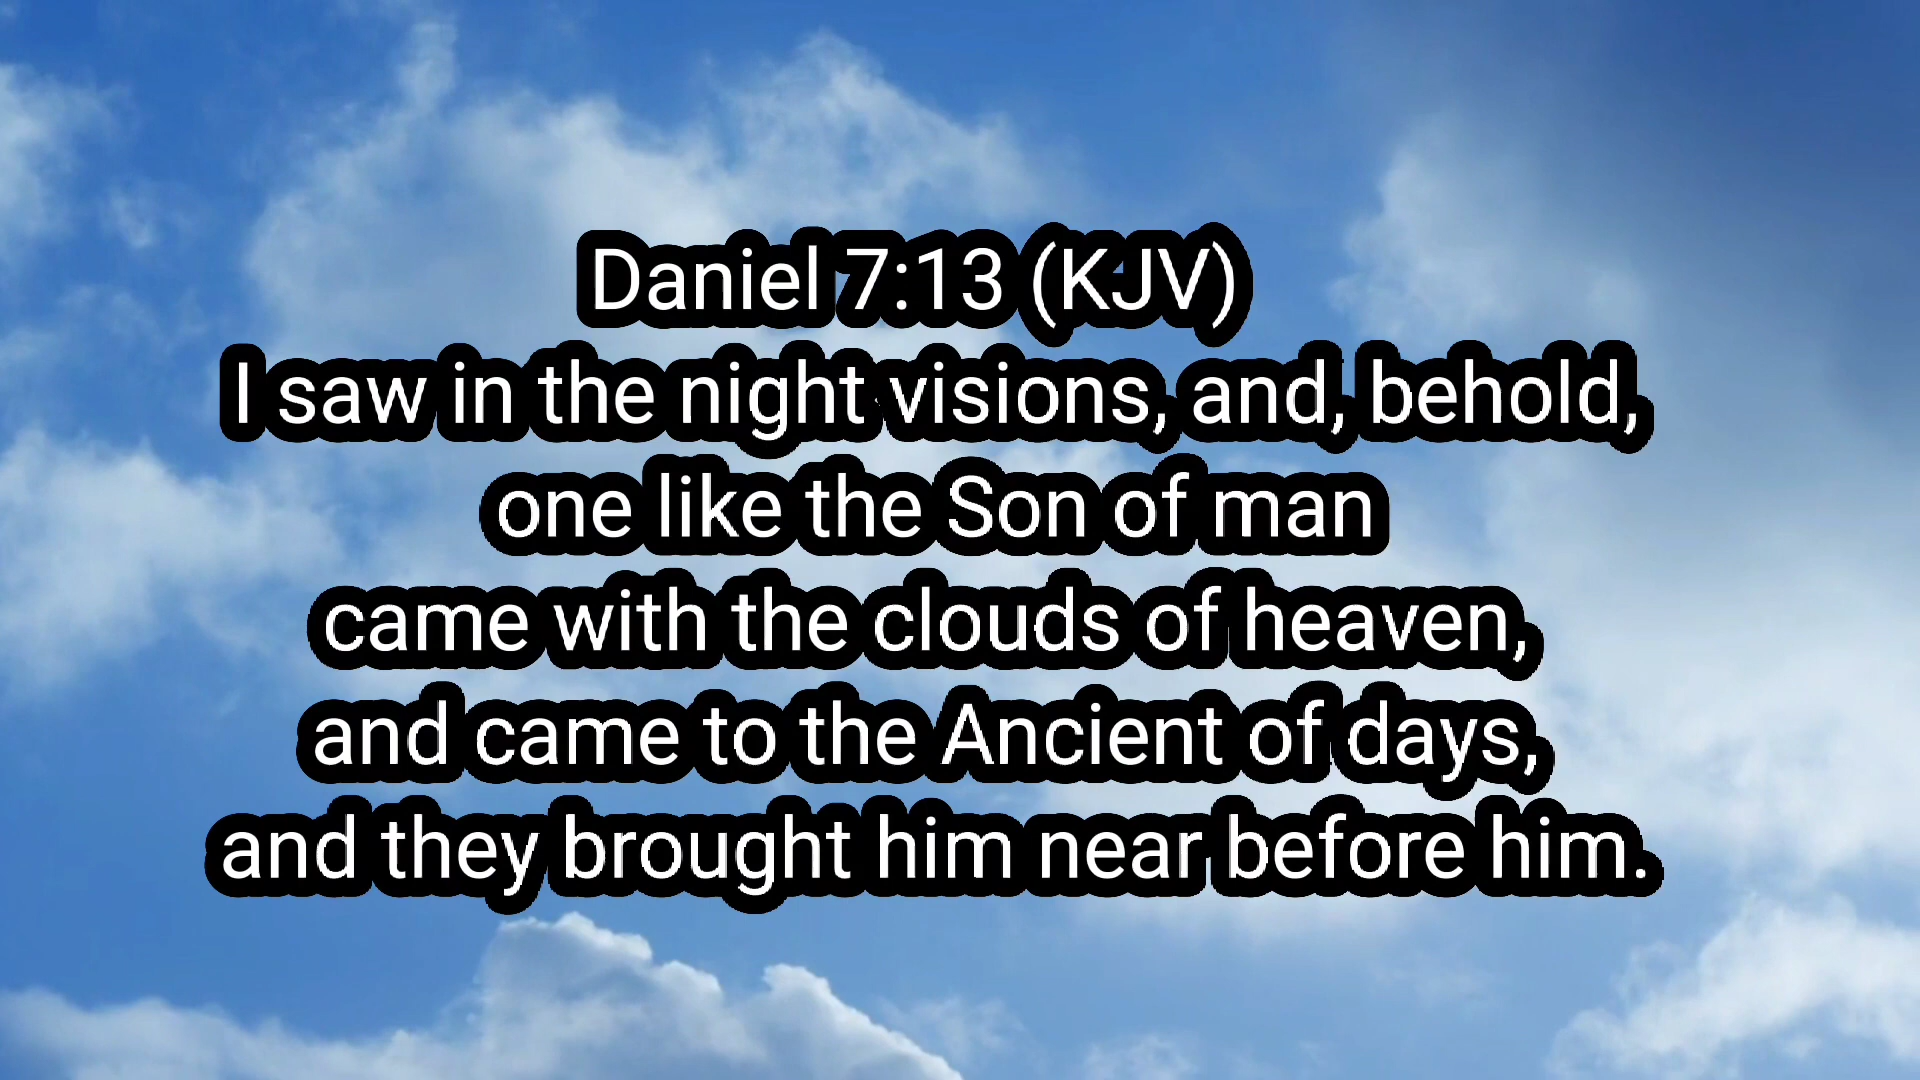 Daniel 7:13 (KJV)
I saw in the night visions, and, behold,
one like the Son of man
came with the clouds of heaven,
and came to the Ancient of days,
and they brought him near before him.